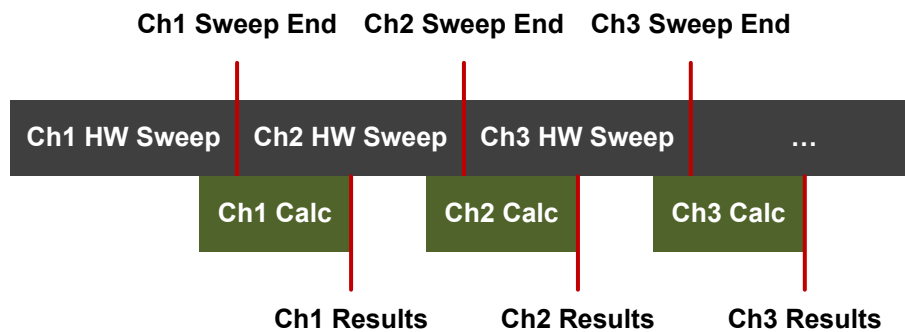 Ch1 Sweep End
Ch2 Sweep End
Ch3 Sweep End
Ch1 HW Sweep
Ch2 HW Sweep
Ch3 HW Sweep
...
Ch1 Calc
Ch2 Calc
Ch3 Calc
Ch1 Results
Ch2 Results
Ch3 Results